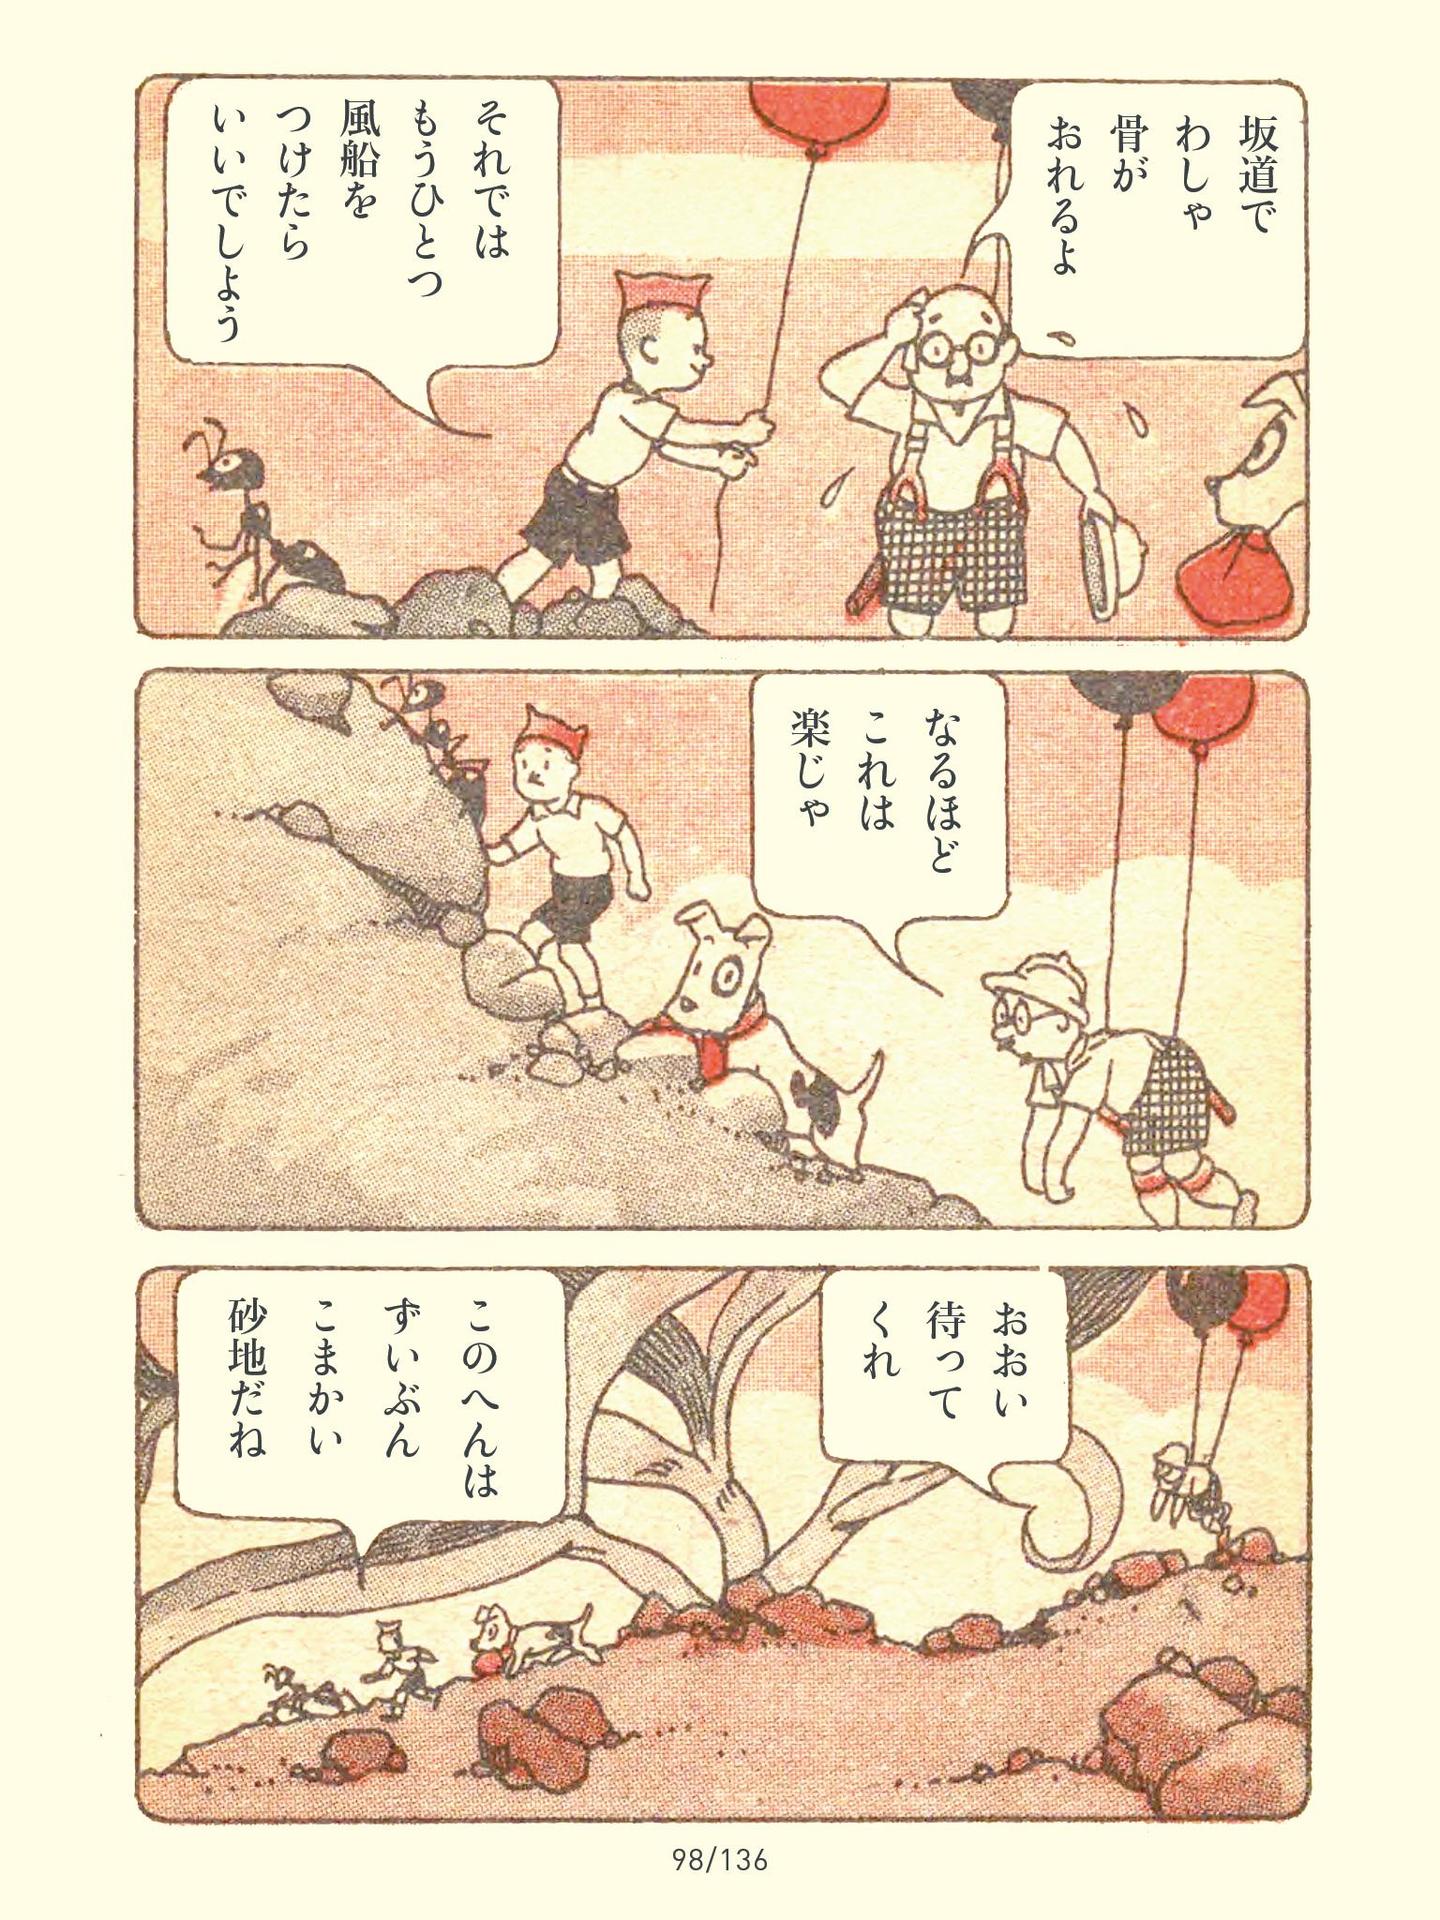 坂道で
わしゃ
骨が
おれるよ
それでは
もうひとつ
風船を
つけたら
いいでしよう
なるほど
これは
楽じゃ
おおい
待って
くれ
このへんは
ずいぶん
こまかい
砂地だね
98/136